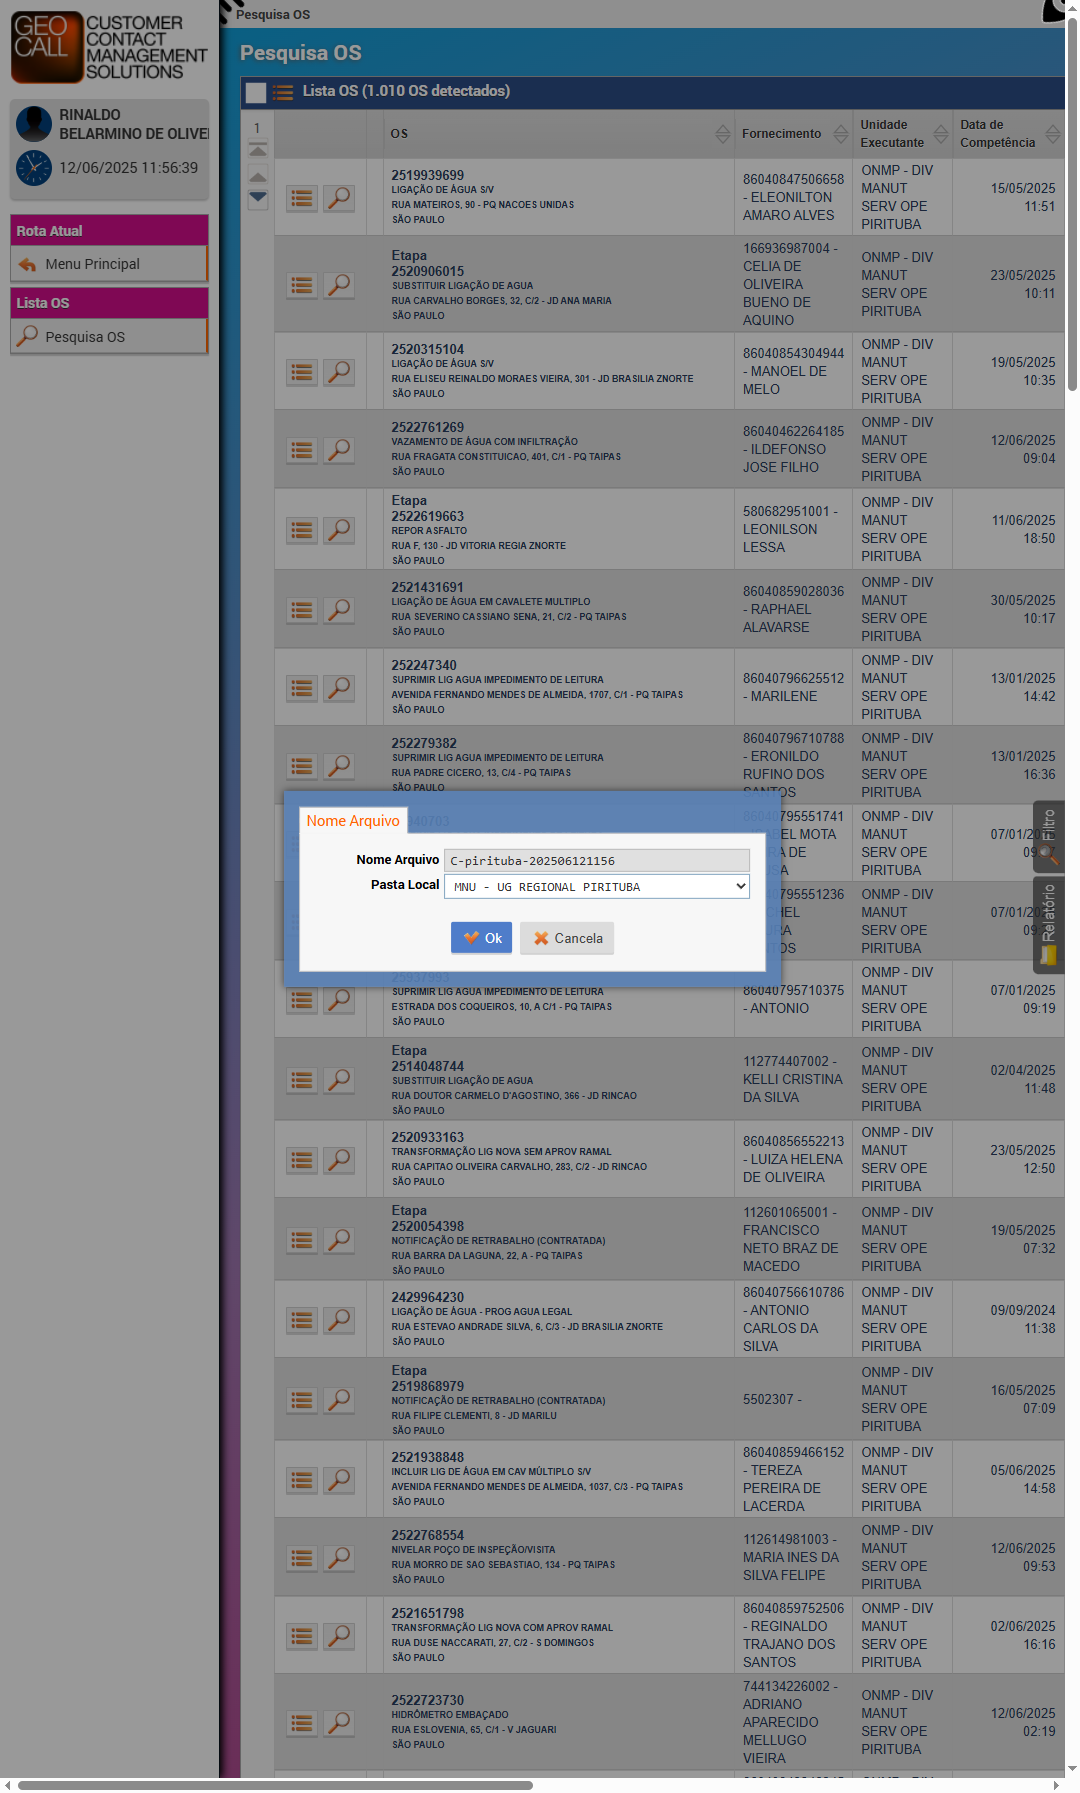 Pesquisa OS
GEO
CALL
CUSTOMER
CONTACT
MANAGEMENT
SOLUTIONS
RINALDO
BELARMINO DE OLIVE
12/06/2025 11:56:39
Rota Atual
Menu Principal
Lista OS
Pesquisa OS
Pesquisa OS
Lista OS (1.010 OS detectados)
1
OS
Fornecimento
Unidade
Executante
Data de
Competência
2519939699
LIGAÇÃO DE ÁGUA S/V
RUA MATEIROS, 90 - PQ NACOES UNIDAS
SÃO PAULO
86040847506658
- ELEONILTON
AMARO ALVES
ONMP - DIV
MANUT
SERV OPE
PIRITUBA
15/05/2025
11:51
Etapa
2520906015
SUBSTITUIR LIGAÇÃO DE AGUA
RUA CARVALHO BORGES, 32, C/2 - JD ANA MARIA
SÃO PAULO
166936987004 -
CELIA DE
OLIVEIRA
BUENO DE
AQUINO
ONMP - DIV
MANUT
SERV OPE
PIRITUBA
23/05/2025
10:11
2520315104
LIGAÇÃO DE ÁGUA S/V
RUA ELISEU REINALDO MORAES VIEIRA, 301 - JD BRASILIA ZNORTE
SÃO PAULO
86040854304944
- MANOEL DE
MELO
ONMP - DIV
MANUT
SERV OPE
PIRITUBA
19/05/2025
10:35
2522761269
VAZAMENTO DE ÁGUA COM INFILTRAÇÃO
RUA FRAGATA CONSTITUICAO, 401, C/1 - PQ TAIPAS
SÃO PAULO
86040462264185
- ILDEFONSO
JOSE FILHO
ONMP - DIV
MANUT
SERV OPE
PIRITUBA
12/06/2025
09:04
Etapa
2522619663
REPOR ASFALTO
RUA F, 130 - JD VITORIA REGIA ZNORTE
SÃO PAULO
580682951001 -
LEONILSON
LESSA
ONMP - DIV
MANUT
SERV OPE
PIRITUBA
11/06/2025
18:50
2521431691
LIGAÇÃO DE ÁGUA EM CAVALETE MULTIPLO
RUA SEVERINO CASSIANO SENA, 21, C/2 - PQ TAIPAS
SÃO PAULO
86040859028036
- RAPHAEL
ALAVARSE
ONMP - DIV
MANUT
SERV OPE
PIRITUBA
30/05/2025
10:17
252247340
SUPRIMIR LIG AGUA IMPEDIMENTO DE LEITURA
AVENIDA FERNANDO MENDES DE ALMEIDA, 1707, C/1 - PQ TAIPAS
SÃO PAULO
86040796625512
- MARILENE
ONMP - DIV
MANUT
SERV OPE
PIRITUBA
13/01/2025
14:42
252279382
SUPRIMIR LIG AGUA IMPEDIMENTO DE LEITURA
RUA PADRE CICERO, 13, C/4 - PQ TAIPAS
SÃO PAULO
86040796710788
- ERONILDO
RUFINO DOS
SANTOS
ONMP - DIV
MANUT
SERV OPE
PIRITUBA
13/01/2025
16:36
86040795551741
MOTA
DE
ONMP - DIV
MANUT
SERV OPE
PIRITUBA
07/01/20
ONMP - DIV
MANUT
SERV OPE
PIRITUBA
07/01/20
Nome Arquivo
Nome Arquivo
C-pirituba-202506121156
Pasta Local
MNU - UG REGIONAL PIRITUBA
Ok
Cancela
Filtro
Relatório
25937993
SUPRIMIR LIG AGUA IMPEDIMENTO DE LEITURA
ESTRADA DOS COQUEIROS, 10, A C/1 - PQ TAIPAS
SÃO PAULO
86040795710375
- ANTONIO
ONMP - DIV
MANUT
SERV OPE
PIRITUBA
07/01/2025
09:19
Etapa
2514048744
SUBSTITUIR LIGAÇÃO DE AGUA
RUA DOUTOR CARMELO D'AGOSTINO, 366 - JD RINCAO
SÃO PAULO
112774407002 -
KELLI CRISTINA
DA SILVA
ONMP - DIV
MANUT
SERV OPE
PIRITUBA
02/04/2025
11:48
2520933163
TRANSFORMAÇÃO LIG NOVA SEM APROV RAMAL
RUA CAPITAO OLIVEIRA CARVALHO, 283, C/2 - JD RINCAO
SÃO PAULO
86040856552213
- LUIZA HELENA
DE OLIVEIRA
ONMP - DIV
MANUT
SERV OPE
PIRITUBA
23/05/2025
12:50
Etapa
2520054398
NOTIFICAÇÃO DE RETRABALHO (CONTRATADA)
RUA BARRA DA LAGUNA, 22, A - PQ TAIPAS
SÃO PAULO
112601065001 -
FRANCISCO
NETO BRAZ DE
MACEDO
ONMP - DIV
MANUT
SERV OPE
PIRITUBA
19/05/2025
07:32
2429964230
LIGAÇÃO DE ÁGUA - PROG AGUA LEGAL
RUA ESTEVAO ANDRADE SILVA, 6, C/3 - JD BRASILIA ZNORTE
SÃO PAULO
86040756610786
- ANTONIO
CARLOS DA
SILVA
ONMP - DIV
MANUT
SERV OPE
PIRITUBA
09/09/2024
11:38
Etapa
2519868979
NOTIFICAÇÃO DE RETRABALHO (CONTRATADA)
RUA FILIPE CLEMENTI, 8 - JD MARILU
SÃO PAULO
5502307 -
ONMP - DIV
MANUT
SERV OPE
PIRITUBA
16/05/2025
07:09
2521938848
INCLUIR LIG DE ÁGUA EM CAV MÚLTIPLO S/V
AVENIDA FERNANDO MENDES DE ALMEIDA, 1037, C/3 - PQ TAIPAS
SÃO PAULO
86040859466152
- TEREZA
PEREIRA DE
LACERDA
ONMP - DIV
MANUT
SERV OPE
PIRITUBA
05/06/2025
14:58
2522768554
NIVELAR POÇO DE INSPEÇÃO/VISITA
RUA MORRO DE SAO SEBASTIAO, 134 - PQ TAIPAS
SÃO PAULO
112614981003 -
MARIA INES DA
SILVA FELIPE
ONMP - DIV
MANUT
SERV OPE
PIRITUBA
12/06/2025
09:53
2521651798
TRANSFORMAÇÃO LIG NOVA COM APROV RAMAL
RUA DUSE NACCARATI, 27, C/2 - S DOMINGOS
SÃO PAULO
86040859752506
- REGINALDO
TRAJANO DOS
SANTOS
ONMP - DIV
MANUT
SERV OPE
PIRITUBA
02/06/2025
16:16
2522723730
HIDRÔMETRO EMBAÇADO
RUA ESLOVENIA, 65, C/1 - V JAGUARI
SÃO PAULO
744134226002 -
ADRIANO
APARECIDO
MELLUGO
VIEIRA
ONMP - DIV
MANUT
SERV OPE
PIRITUBA
12/06/2025
02:19